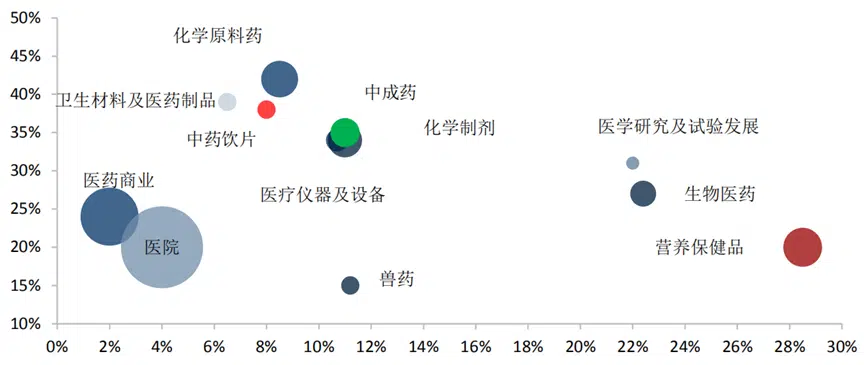 50%
45%
40%
35%
30%
25%
20%
15%
10%
化学原料药
卫生材料及医药制品
中成药
中药饮片
化学制剂
医学研究及试验发展
医药商业
医疗仪器及设备
生物医药
医院
营养保健品
兽药
0%
2%
4%
6%
8%
10%
12%
14%
16%
18%
20%
22%
24%
26%
28%
30%